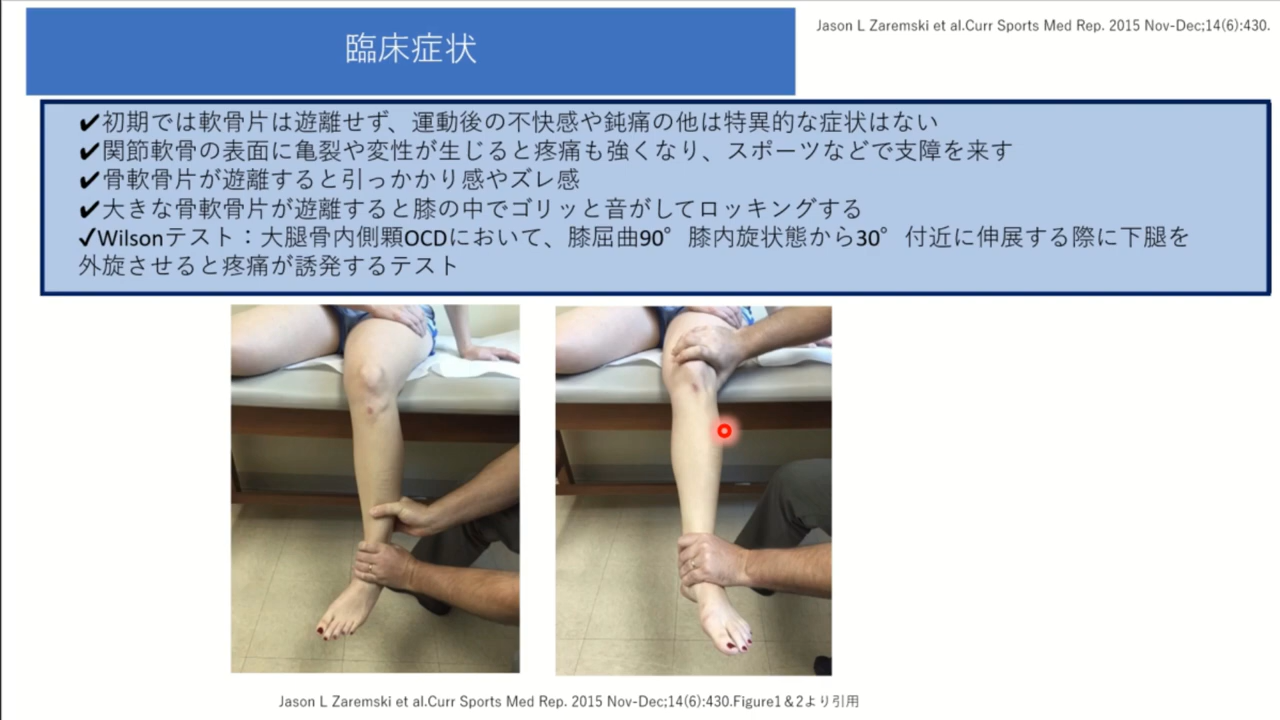 臨床症状
Jason L Zaremski et al.Curr Sports Med Rep. 2015 Nov-Dec;14(6):430.
✔初期では軟骨片は遊離せず、運動後の不快感や鈍痛の他は特異的な症状はない
✔関節軟骨の表面に亀裂や変性が生じると疼痛も強くなり、スポーツなどで支障を来す
✔骨軟骨片が遊離すると引っかかり感やズレ感
✔大きな骨軟骨片が遊離すると膝の中でゴリッと音がしてロッキングする
✔Wilsonテスト：大腿骨内側顆OCDにおいて、膝屈曲90°膝内旋状態から30°付近に伸展する際に下腿を
外旋させると疼痛が誘発するテスト
Jason L Zaremski et al.Curr Sports Med Rep. 2015 Nov-Dec;14(6):430.Figure1＆2より引用